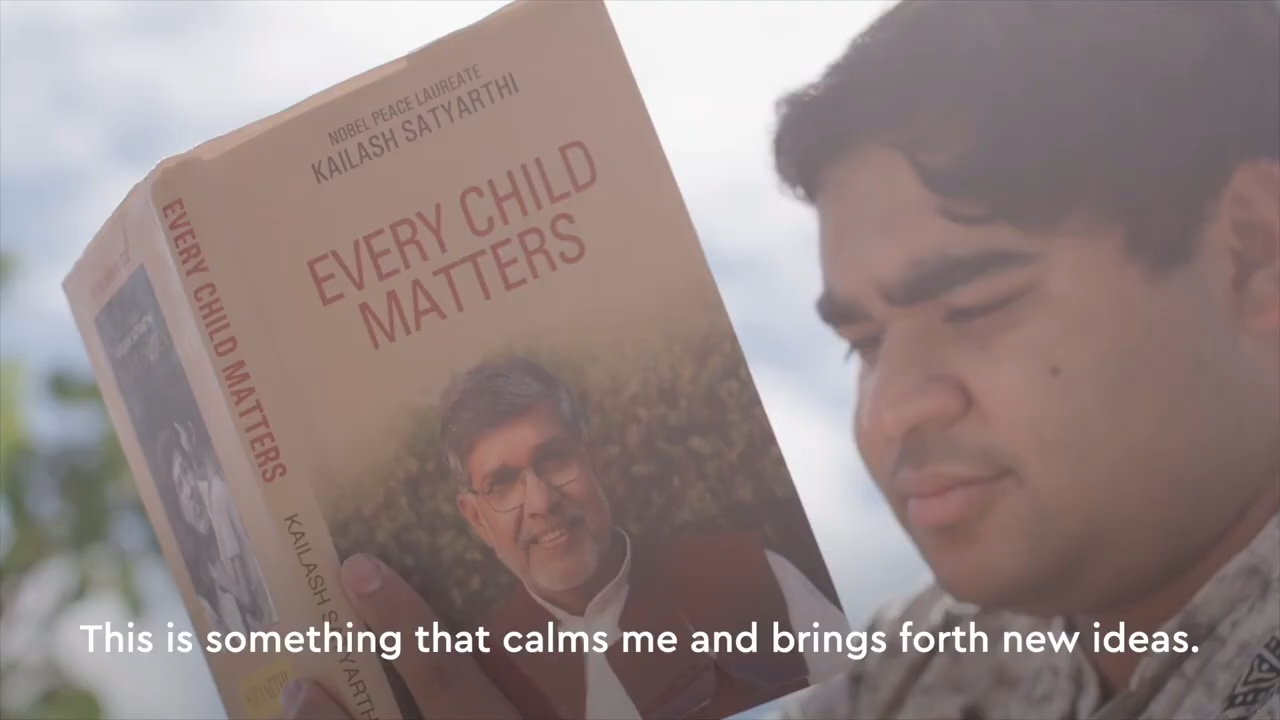 NOBEL PEACE LAUREATE
KAILASH SATYARTHI
EVERY CHILD
MATTERS
EVERY CHILD MATTERS
KAILASH SATYARTHI
This is something that calms me and brings forth new ideas.